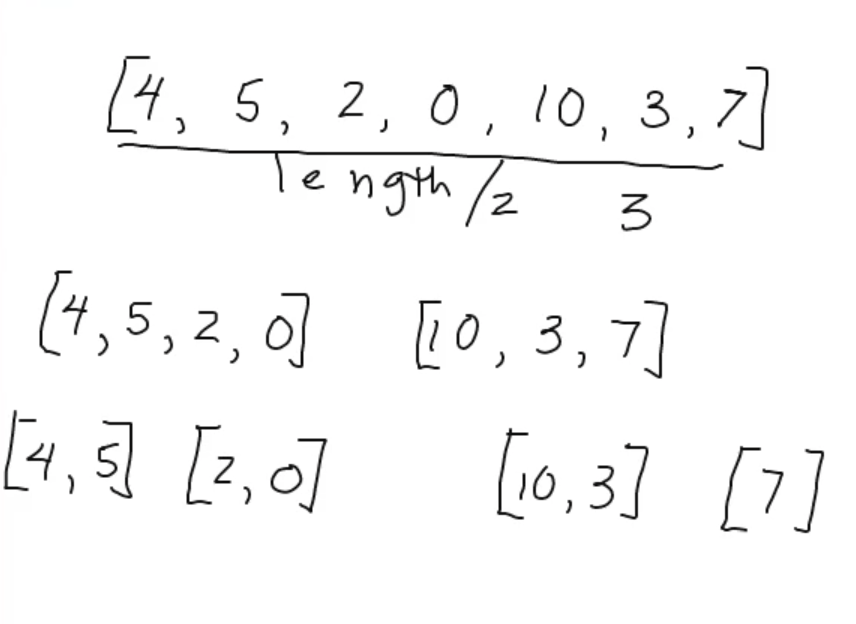 [4, 5, 2, 0, 10, 3, 7]
length/2 3
[4, 5, 2, 0] [10, 3, 7]
[4, 5] [2, 0] [10, 3] [7]